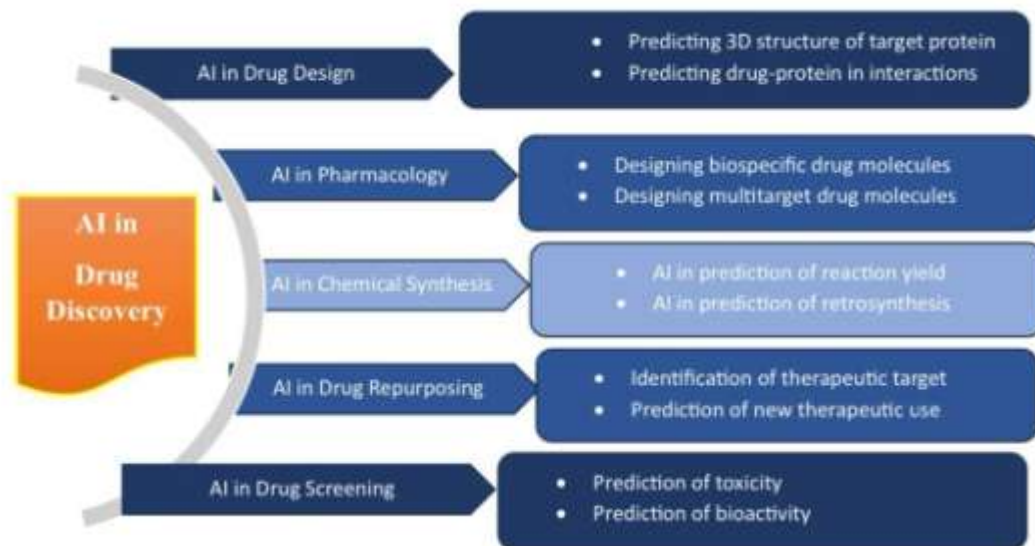 AI in
Drug
Discovery
AI in Drug Design
• Predicting 3D structure of target protein
• Predicting drug-protein in interactions
AI in Pharmacology
• Designing biospecific drug molecules
• Designing multitarget drug molecules
AI in Chemical Synthesis
• AI in prediction of reaction yield
• AI in prediction of retrosynthesis
AI in Drug Repurposing
• Identification of therapeutic target
• Prediction of new therapeutic use
AI in Drug Screening
• Prediction of toxicity
• Prediction of bioactivity